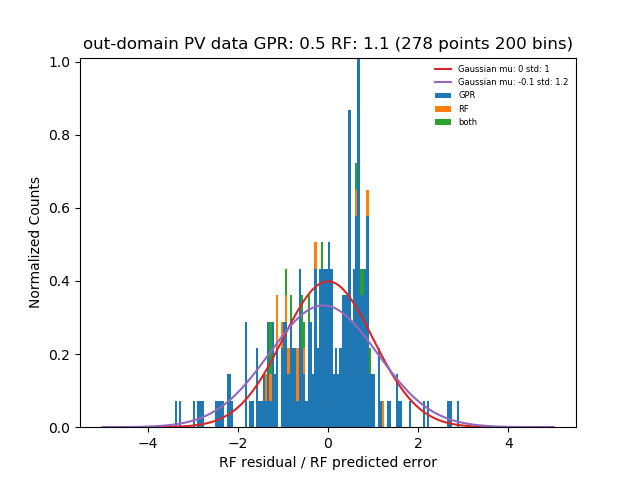 out-domain PV data GPR: 0.5 RF: 1.1 (278 points 200 bins)
Gaussian mu: 0 std: 1
Gaussian mu: -0.1 std: 1.2
GPR
RF
both
1.0
0.8
0.6
0.4
0.2
0.0
Normalized Counts
−4 −2 0 2 4
RF residual / RF predicted error